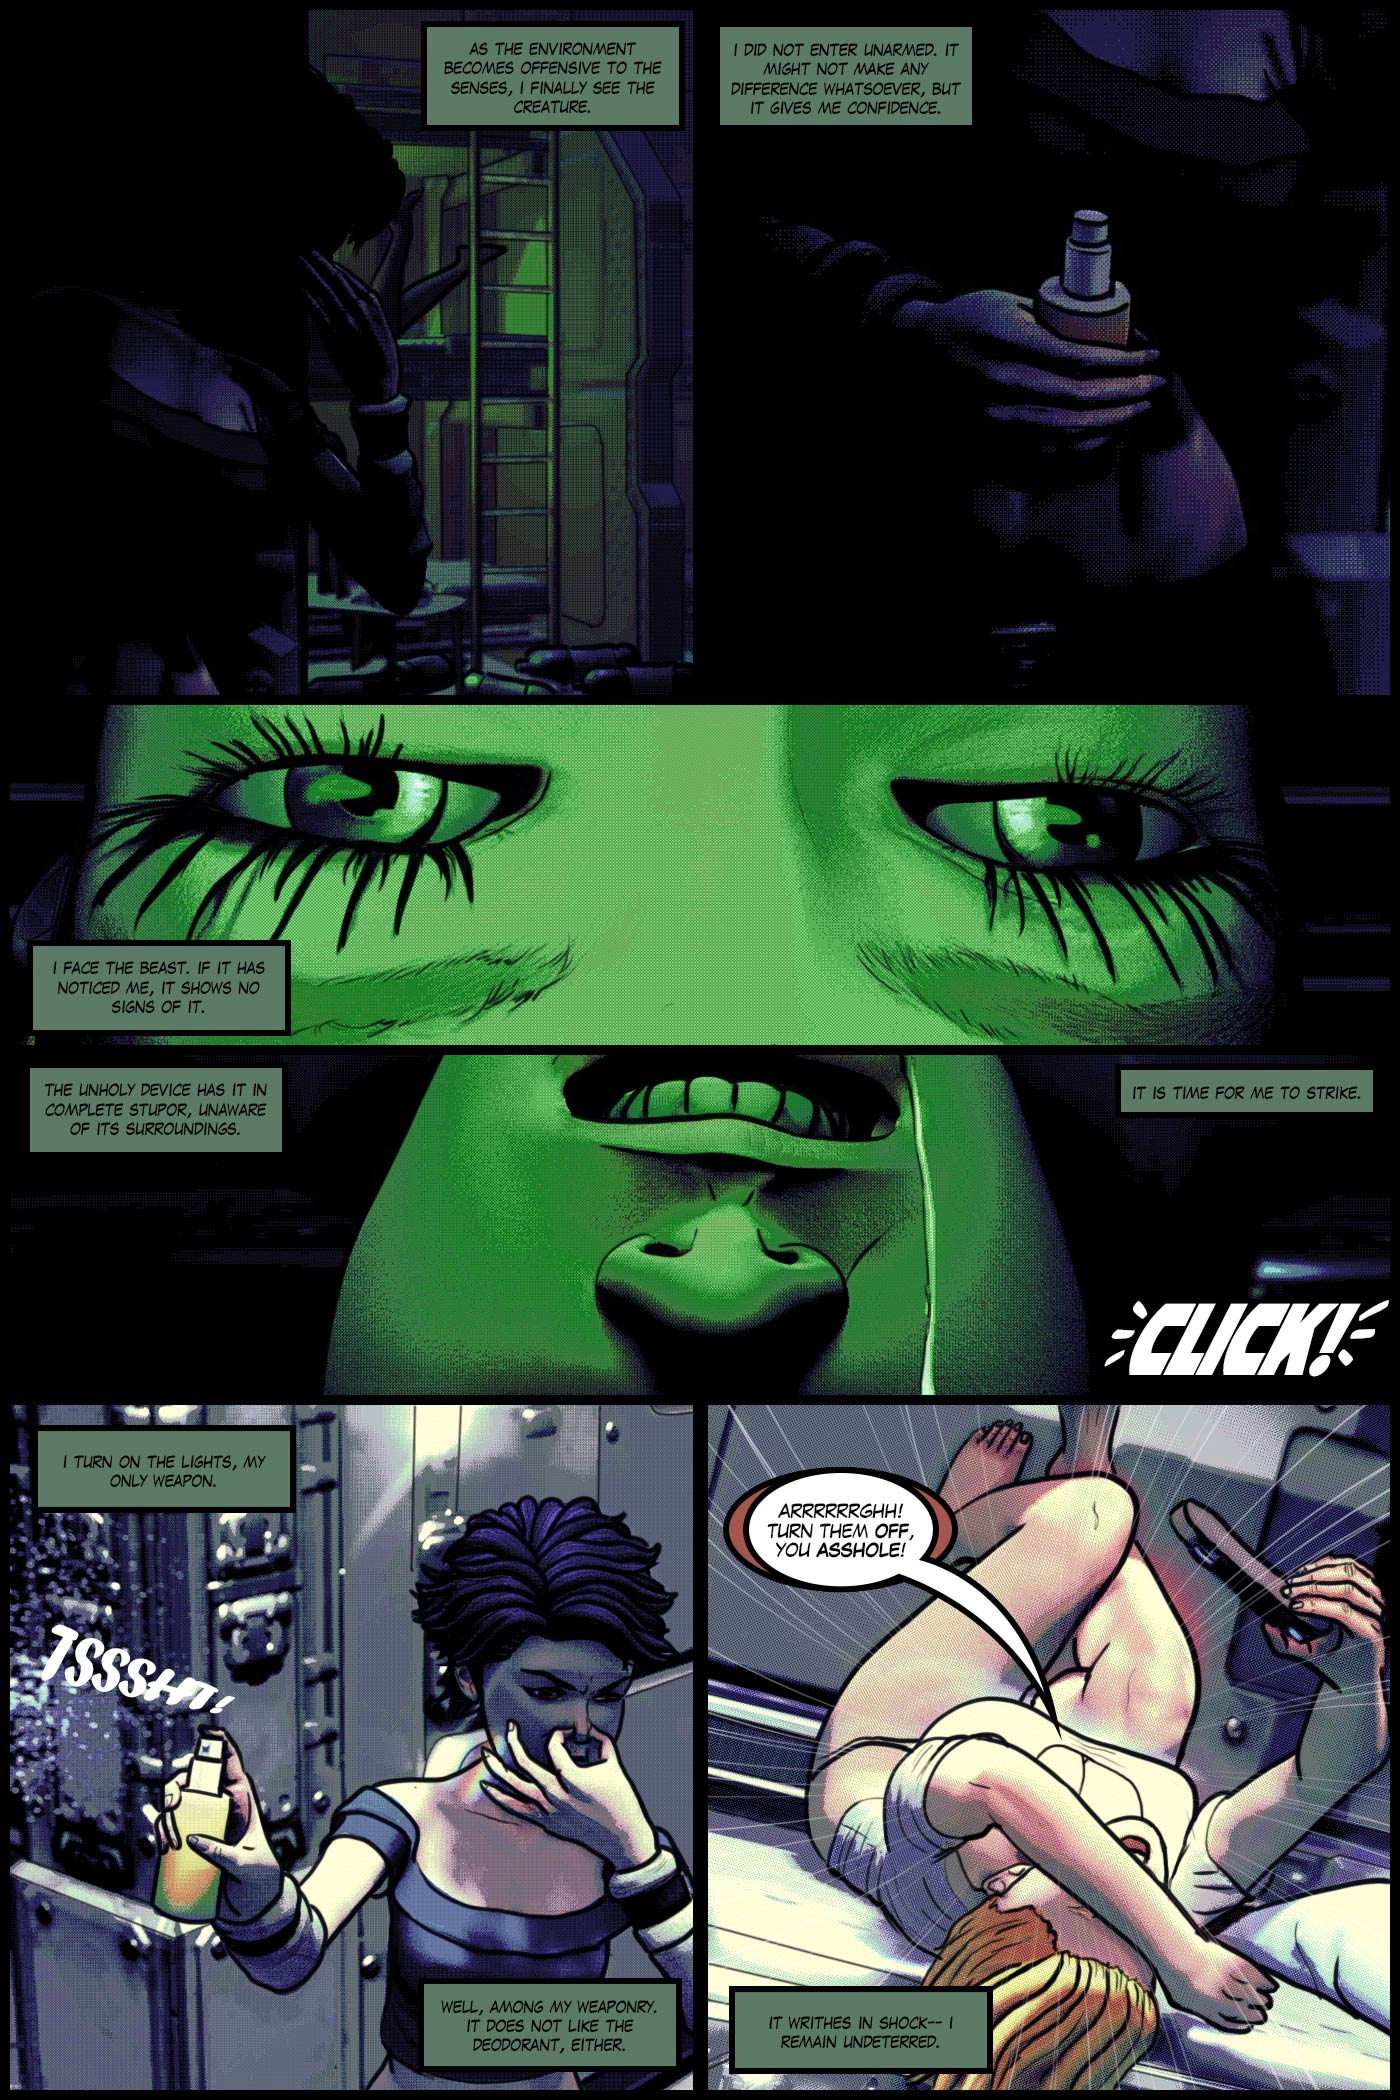 AS THE ENVIRONMENT
BECOMES OFFENSIVE TO THE
SENSES, I FINALLY SEE THE
CREATURE.
I DID NOT ENTER UNARMED. IT
MIGHT NOT MAKE ANY
DIFFERENCE WHATSOEVER, BUT
IT GIVES ME CONFIDENCE.
I FACE THE BEAST. IF IT HAS
NOTICED ME, IT SHOWS NO
SIGNS OF IT.
THE UNHOLY DEVICE HAS IT IN
COMPLETE STUPOR, UNAWARE
OF ITS SURROUNDINGS.
IT IS TIME FOR ME TO STRIKE.
CLICK!
I TURN ON THE LIGHTS, MY
ONLY WEAPON.
TSSSHT!
WELL, AMONG MY WEAPONRY.
IT DOES NOT LIKE THE
DEODORANT, EITHER.
ARRRRRRGHH!
TURN THEM OFF,
YOU ASSHOLE!
IT WRITHES IN SHOCK-- I
REMAIN UNDETERRED.